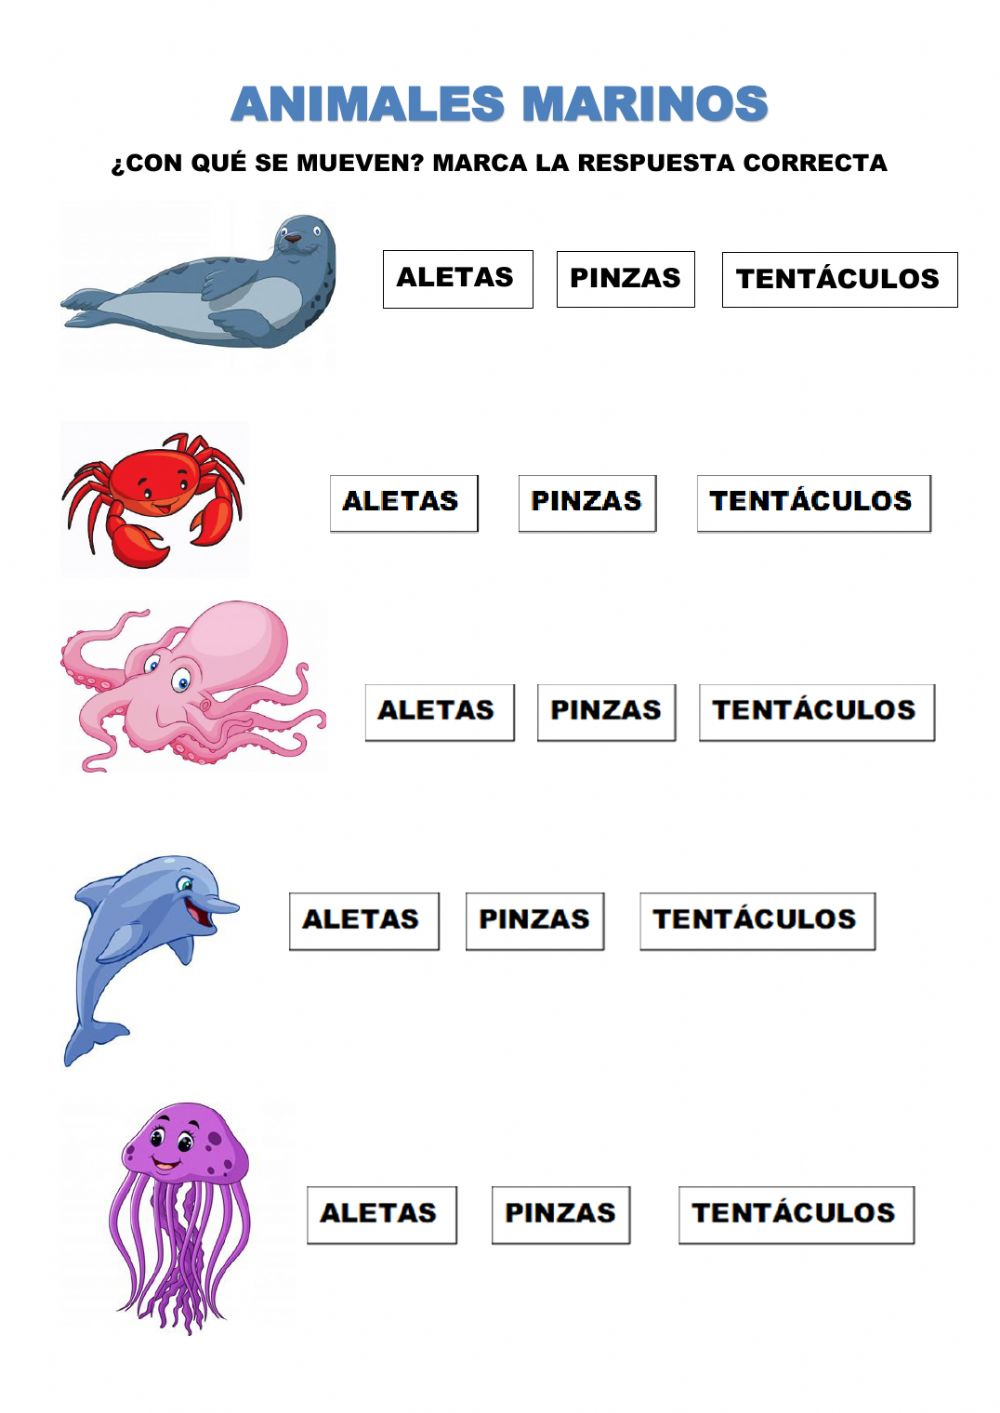 ANIMALES MARINOS
¿CON QUÉ SE MUEVEN? MARCA LA RESPUESTA CORRECTA
ALETAS PINZAS TENTÁCULOS
ALETAS PINZAS TENTÁCULOS
ALETAS PINZAS TENTÁCULOS
ALETAS PINZAS TENTÁCULOS
ALETAS PINZAS TENTÁCULOS